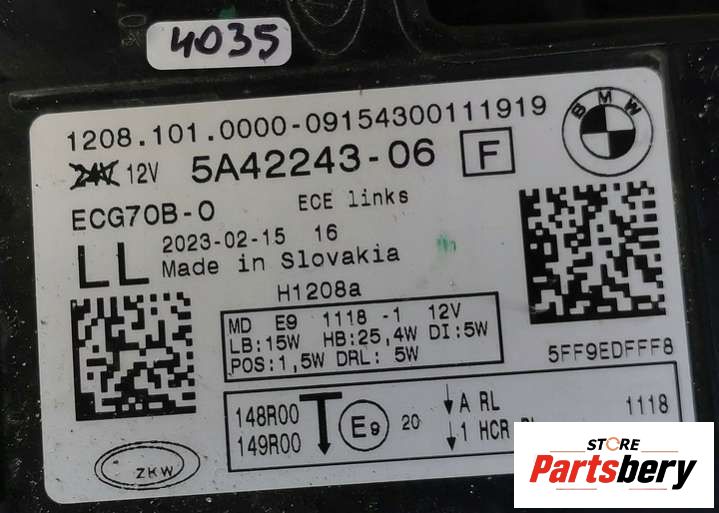 4035
1208.101.0000-09154300111919
BMW
24V 12V 5A42243-06 F
ECG70B-0 ECE links
LL 2023-02-15 16
Made in Slovakia
H1208a
MD E9 1118 -1 12V
LB:15W HB:25,4W DI:5W
POS:1,5W DRL: 5W
5FF9EDFFF8
148R00
149R00
E9 20
A RL 1118
1 HCR
ZKW
STORE
Partsbery